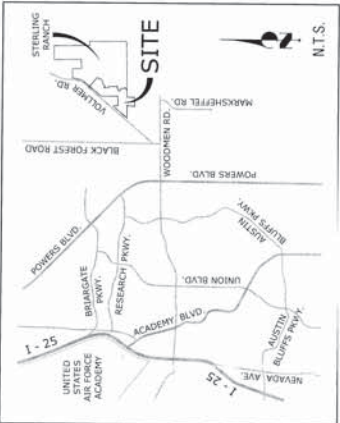 STERLING
RANCH
SITE
VOLLMER RD.
N.T.S.
MARKSHEFFEL RD.
BLACK FOREST ROAD
WOODMEN RD.
POWERS BLVD.
POWERS BLVD.
BRIARGATE
PKWY.
RESEARCH PKWY.
UNION BLVD.
AUSTIN
BLUFFS PKWY.
ACADEMY BLVD.
I - 25
UNITED
STATES
AIR FORCE
ACADEMY
I - 25
NEVADA AVE.
AUSTIN
BLUFFS PKWY.